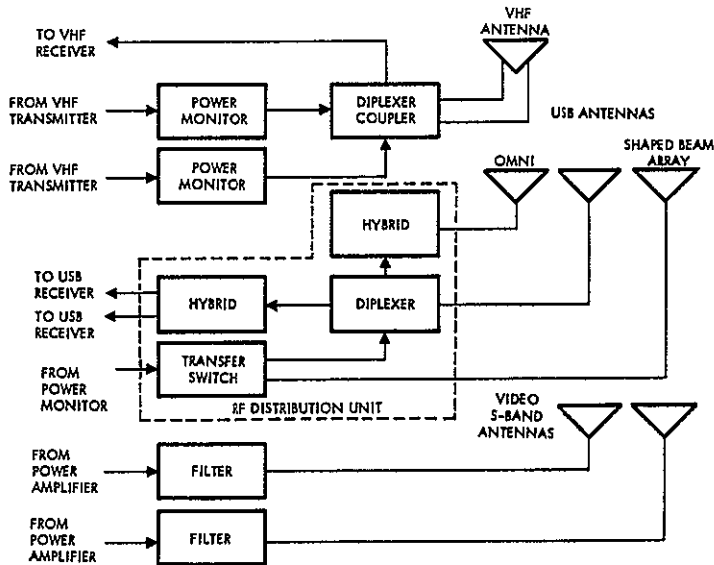 VHF
ANTENNA
TO VHF
RECEIVER
FROM VHF
TRANSMITTER
POWER
MONITOR
DIPLEXER
COUPLER
USB ANTENNAS
FROM VHF
TRANSMITTER
POWER
MONITOR
OMNI
SHAPED BEAM
ARRAY
HYBRID
TO USB
RECEIVER
TO USB
RECEIVER
HYBRID
DIPLEXER
FROM
POWER
MONITOR
TRANSFER
SWITCH
RF DISTRIBUTION UNIT
VIDEO
S-BAND
ANTENNAS
FROM
POWER
AMPLIFIER
FILTER
FROM
POWER
AMPLIFIER
FILTER